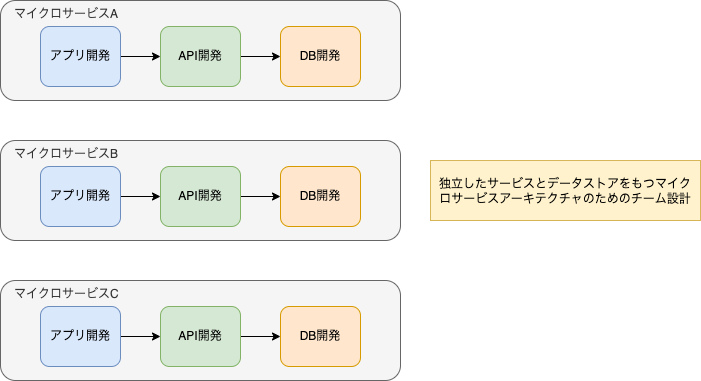 マイクロサービスA
アプリ開発
API開発
DB開発
マイクロサービスB
アプリ開発
API開発
DB開発
独立したサービスとデータストアをもつマイク
ロサービスアーキテクチャのためのチーム設計
マイクロサービスC
アプリ開発
API開発
DB開発